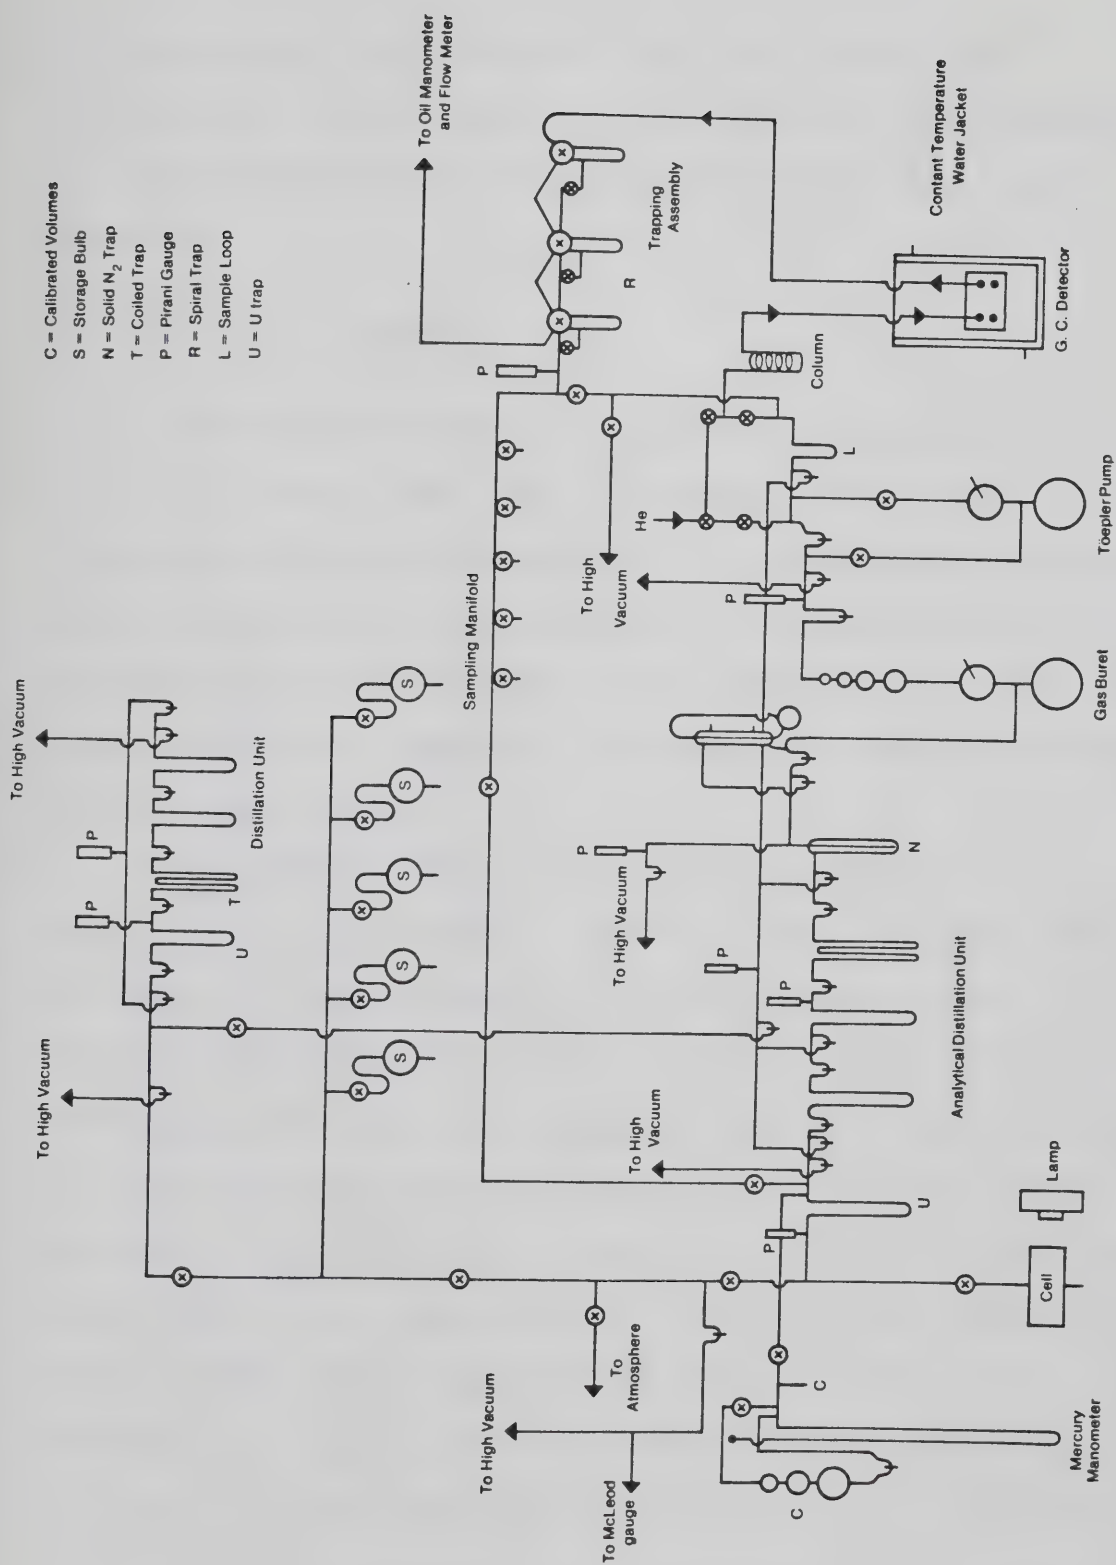 C = Calibrated Volumes
S = Storage Bulb
N = Solid N₂ Trap
T = Coiled Trap
P = Pirani Gauge
R = Spiral Trap
L = Sample Loop
U = U trap
To Oil Manometer
and Flow Meter
To High Vacuum
P
P
T
U
Distillation Unit
To High Vacuum
S
S
S
S
S
Sampling Manifold
P
R
Trapping
Assembly
To High
Vacuum
He
Column
L
Contant Temperature
Water Jacket
G. C. Detector
P
Töepler Pump
Gas Buret
P
To High Vacuum
N
P
P
Analytical Distillation Unit
To High
Vacuum
P
U
Lamp
Cell
To
Atmosphere
To High Vacuum
To McLeod
gauge
C
C
Mercury
Manometer